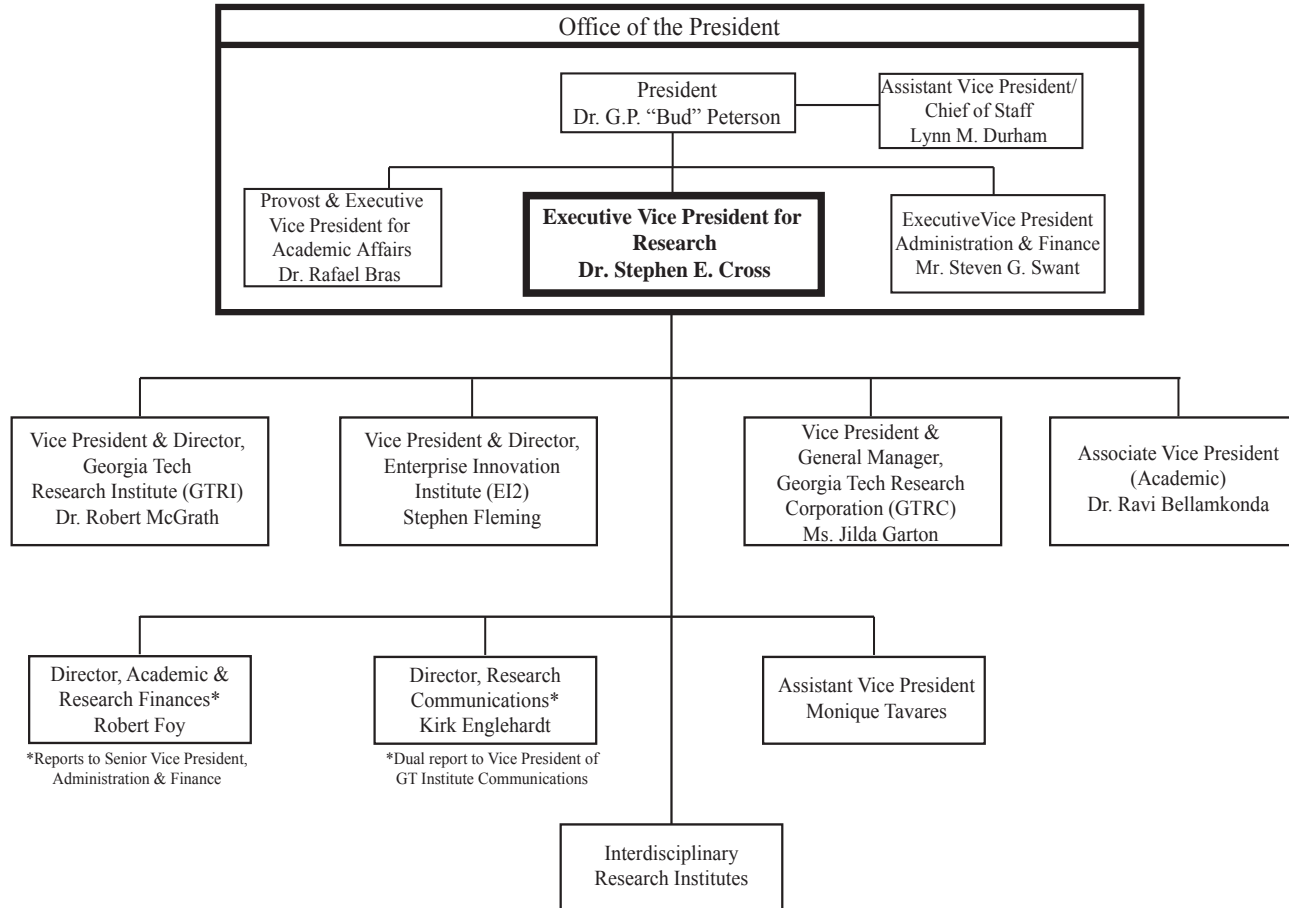 Office of the President
President
Dr. G.P. “Bud” Peterson
Assistant Vice President/
Chief of Staff
Lynn M. Durham
Provost & Executive
Vice President for
Academic Affairs
Dr. Rafael Bras
Executive Vice President for
Research
Dr. Stephen E. Cross
ExecutiveVice President
Administration & Finance
Mr. Steven G. Swant
Vice President & Director,
Georgia Tech
Research Institute (GTRI)
Dr. Robert McGrath
Vice President & Director,
Enterprise Innovation
Institute (EI2)
Stephen Fleming
Vice President &
General Manager,
Georgia Tech Research
Corporation (GTRC)
Ms. Jilda Garton
Associate Vice President
(Academic)
Dr. Ravi Bellamkonda
Director, Academic &
Research Finances*
Robert Foy
*Reports to Senior Vice President,
Administration & Finance
Director, Research
Communications*
Kirk Englehardt
*Dual report to Vice President of
GT Institute Communications
Assistant Vice President
Monique Tavares
Interdisciplinary
Research Institutes